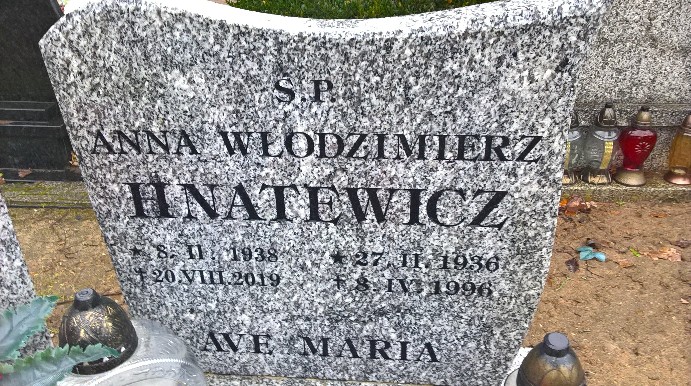 Ś.P.
ANNA WŁODZIMIERZ
HNATEWICZ
★ 8. II. 1938 ★ 27. II. 1936
† 20.VIII.2019 † 8. IV. 1996
AVE MARIA